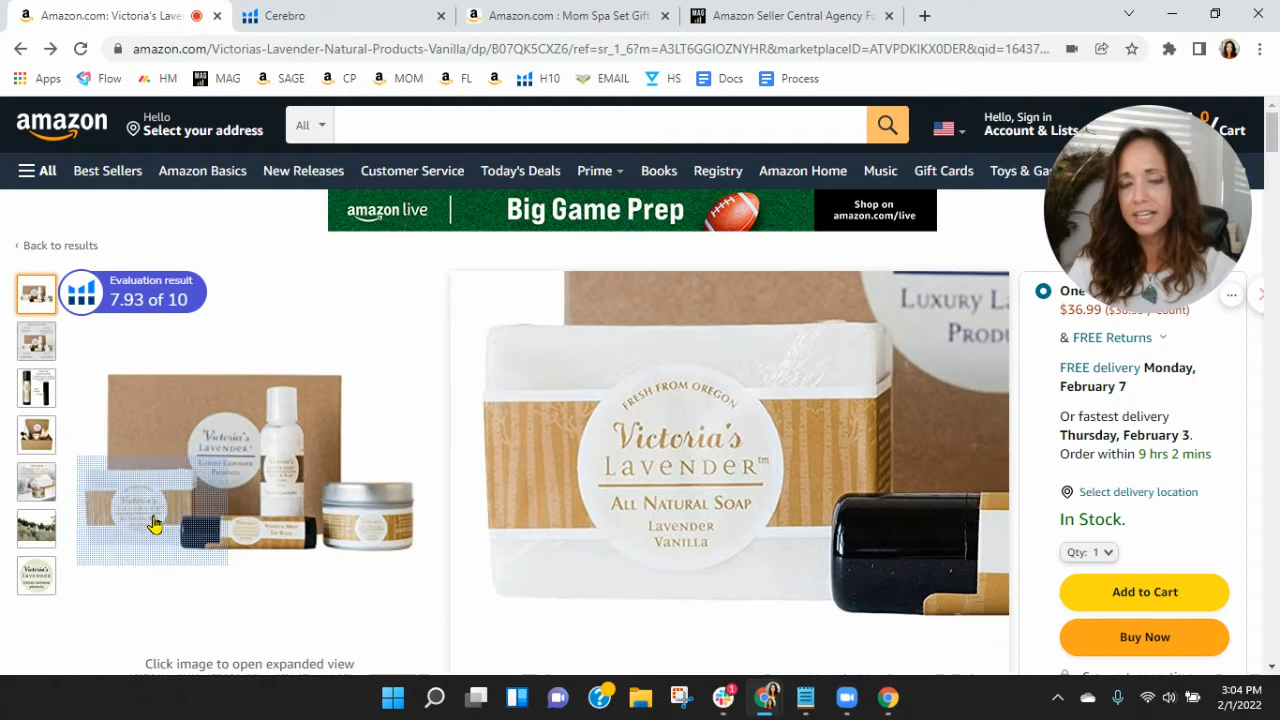 Amazon.com: Victoria's Lave
Cerebro
Amazon.com : Mom Spa Set Gift
MAG
Amazon Seller Central Agency Fu
amazon.com/Victorias-Lavender-Natural-Products-Vanilla/dp/B07QK5CXZ6/ref=sr_1_6?m=A3LT6GGIOZNYHR&marketplaceID=ATVPDKIKX0DER&qid=16437...
Apps
Flow
HM
MAG
MAG
SAGE
CP
MOM
FL
H10
EMAIL
HS
Docs
Process
amazon
Hello
Select your address
All
Hello, Sign in
Account & Lists
0
Cart
All
Best Sellers
Amazon Basics
New Releases
Customer Service
Today's Deals
Prime
Books
Registry
Amazon Home
Music
Gift Cards
Toys & Ga
amazon live
Big Game Prep
Shop on
amazon.com/live
‹ Back to results
Evaluation result
7.93 of 10
Victoria's
LAVENDER
LUXURY LAVENDER
PRODUCTS
LUXURY LA
PRODU
FRESH FROM OREGON
Victoria's
LAVENDER™
ALL NATURAL SOAP
LAVENDER
VANILLA
Click image to open expanded view
One
$36.99
& FREE Returns
FREE delivery Monday,
February 7
Or fastest delivery
Thursday, February 3.
Order within 9 hrs 2 mins
Select delivery location
In Stock.
Qty: 1
Add to Cart
Buy Now
1
3:04 PM
2/1/2022